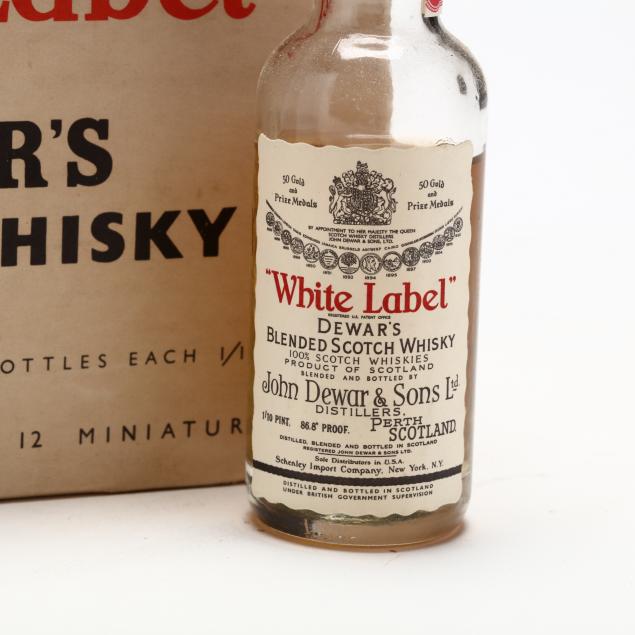 Label
R'S
HISKY
OTTLES EACH 1/1
12 MINIATUR
50 Gold and Prize Medals
50 Gold and Prize Medals
BY APPOINTMENT TO HER MAJESTY THE QUEEN
SCOTCH WHISKY DISTILLERS
JOHN DEWAR & SONS, LTD.
"White Label"
REGISTERED U.S. PATENT OFFICE
DEWAR'S
BLENDED SCOTCH WHISKY
100% SCOTCH WHISKIES
PRODUCT OF SCOTLAND
BLENDED AND BOTTLED BY
John Dewar & Sons Ltd.
DISTILLERS,
1/10 PINT. 86.8° PROOF. PERTH
SCOTLAND.
DISTILLED, BLENDED AND BOTTLED IN SCOTLAND
REGISTERED JOHN DEWAR & SONS LTD.
Sole Distributors in U.S.A.
Schenley Import Company, New York, N.Y.
DISTILLED AND BOTTLED IN SCOTLAND
UNDER BRITISH GOVERNMENT SUPERVISION